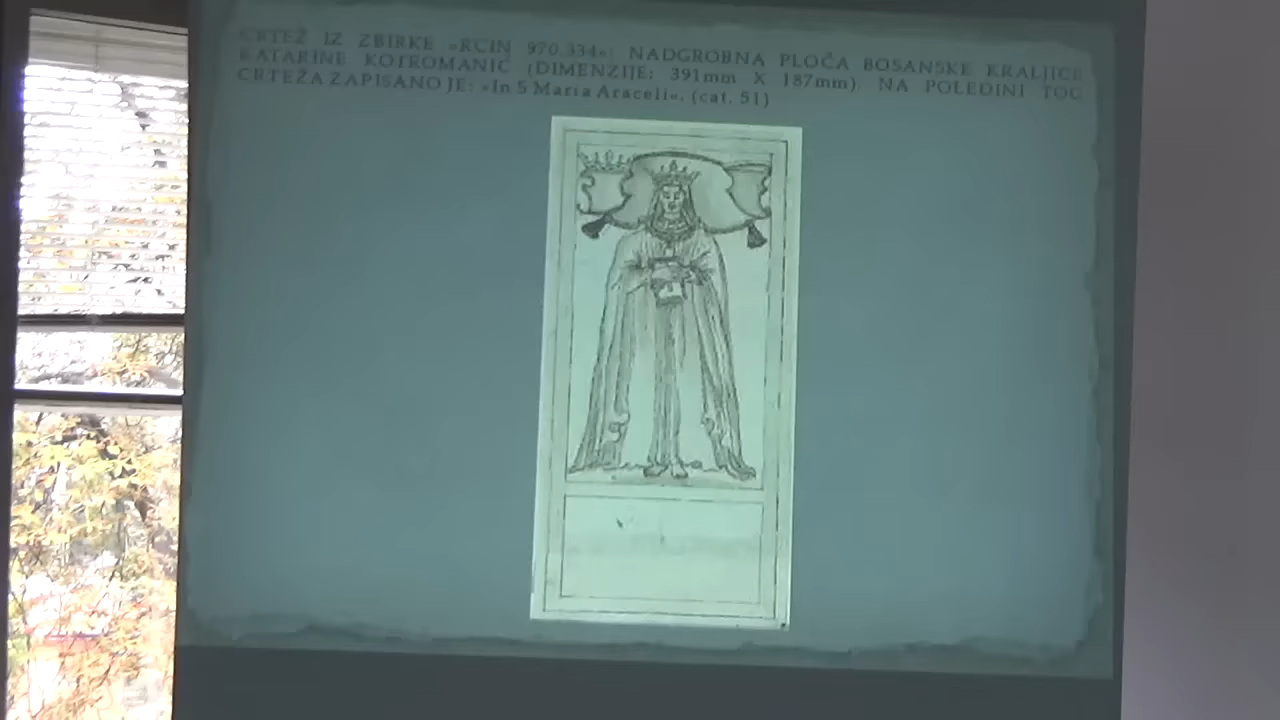 CRTEŽ IZ ZBIRKE »RCIN 970.334«: NADGROBNA PLOČA BOSANSKE KRALJICE
KATARINE KOTROMANIĆ (DIMENZIJE: 391mm X 187mm). NA POLEĐINI TOG
CRTEŽA ZAPISANO JE: »In S Maria Araceli«. (cat. 51)